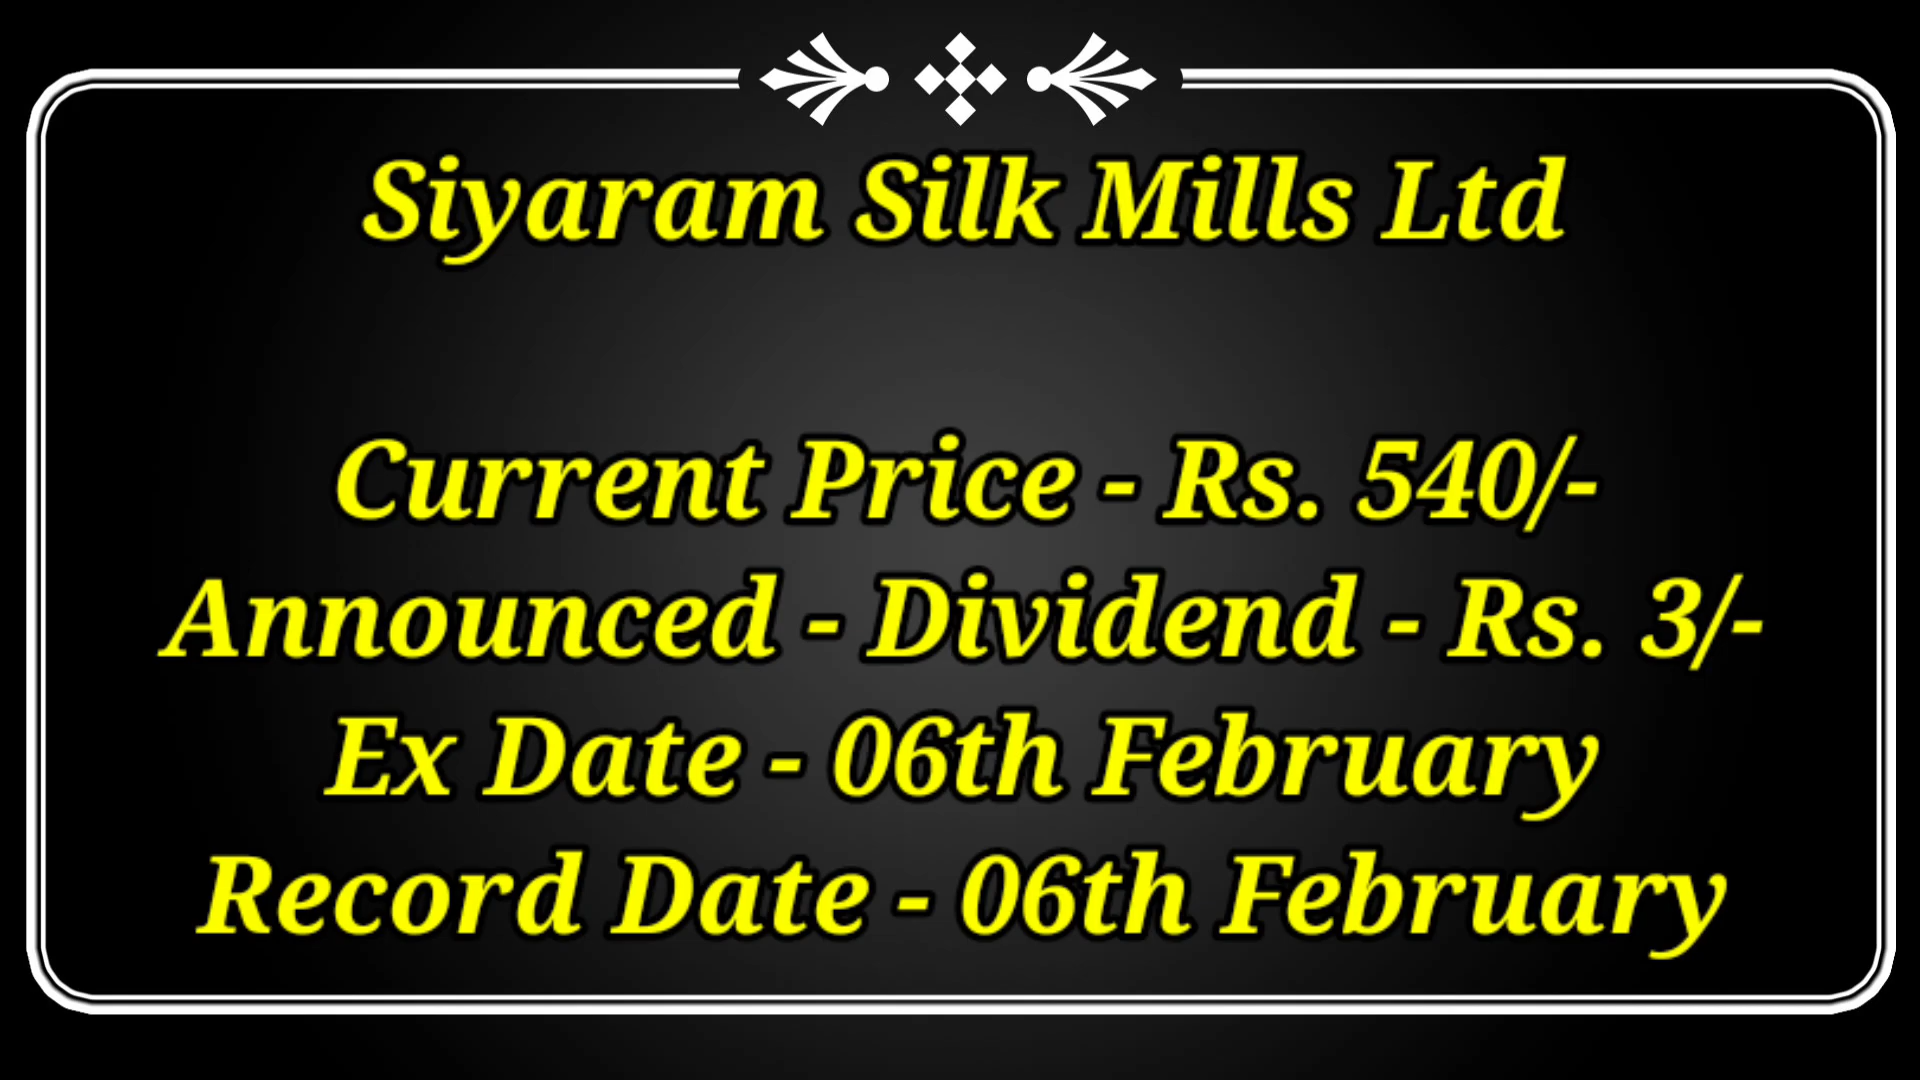 Siyaram Silk Mills Ltd
Current Price - Rs. 540/-
Announced - Dividend - Rs. 3/-
Ex Date - 06th February
Record Date - 06th February